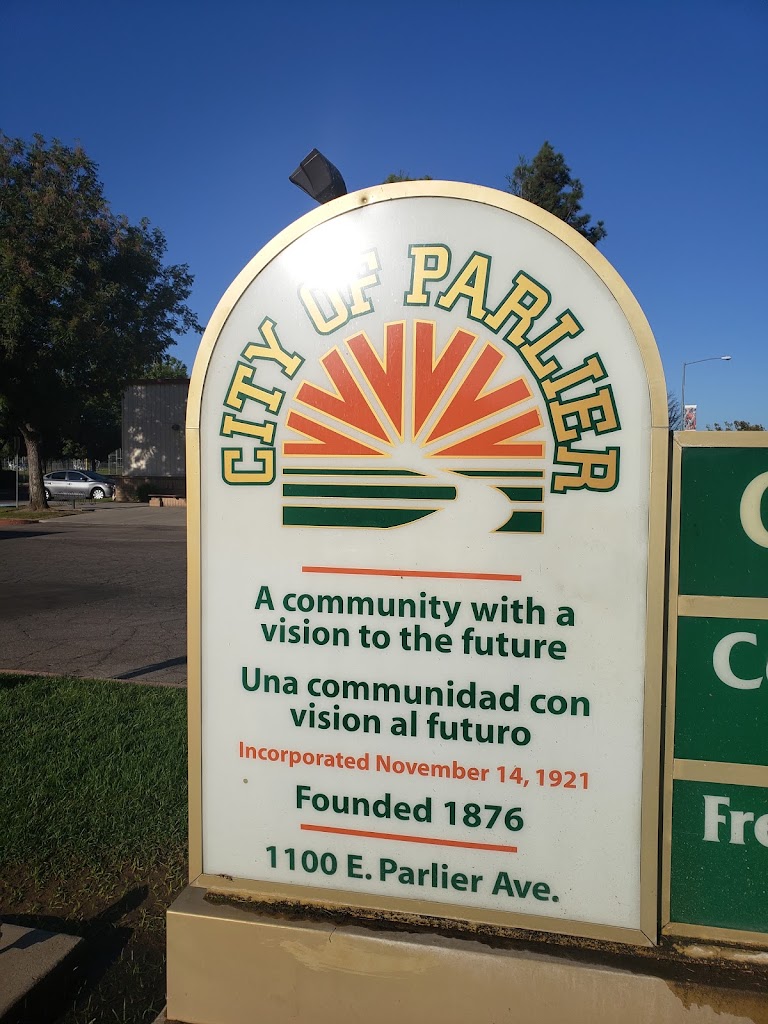 CITY OF PARLIER
A community with a
vision to the future
Una communidad con
vision al futuro
Incorporated November 14, 1921
Founded 1876
1100 E. Parlier Ave.